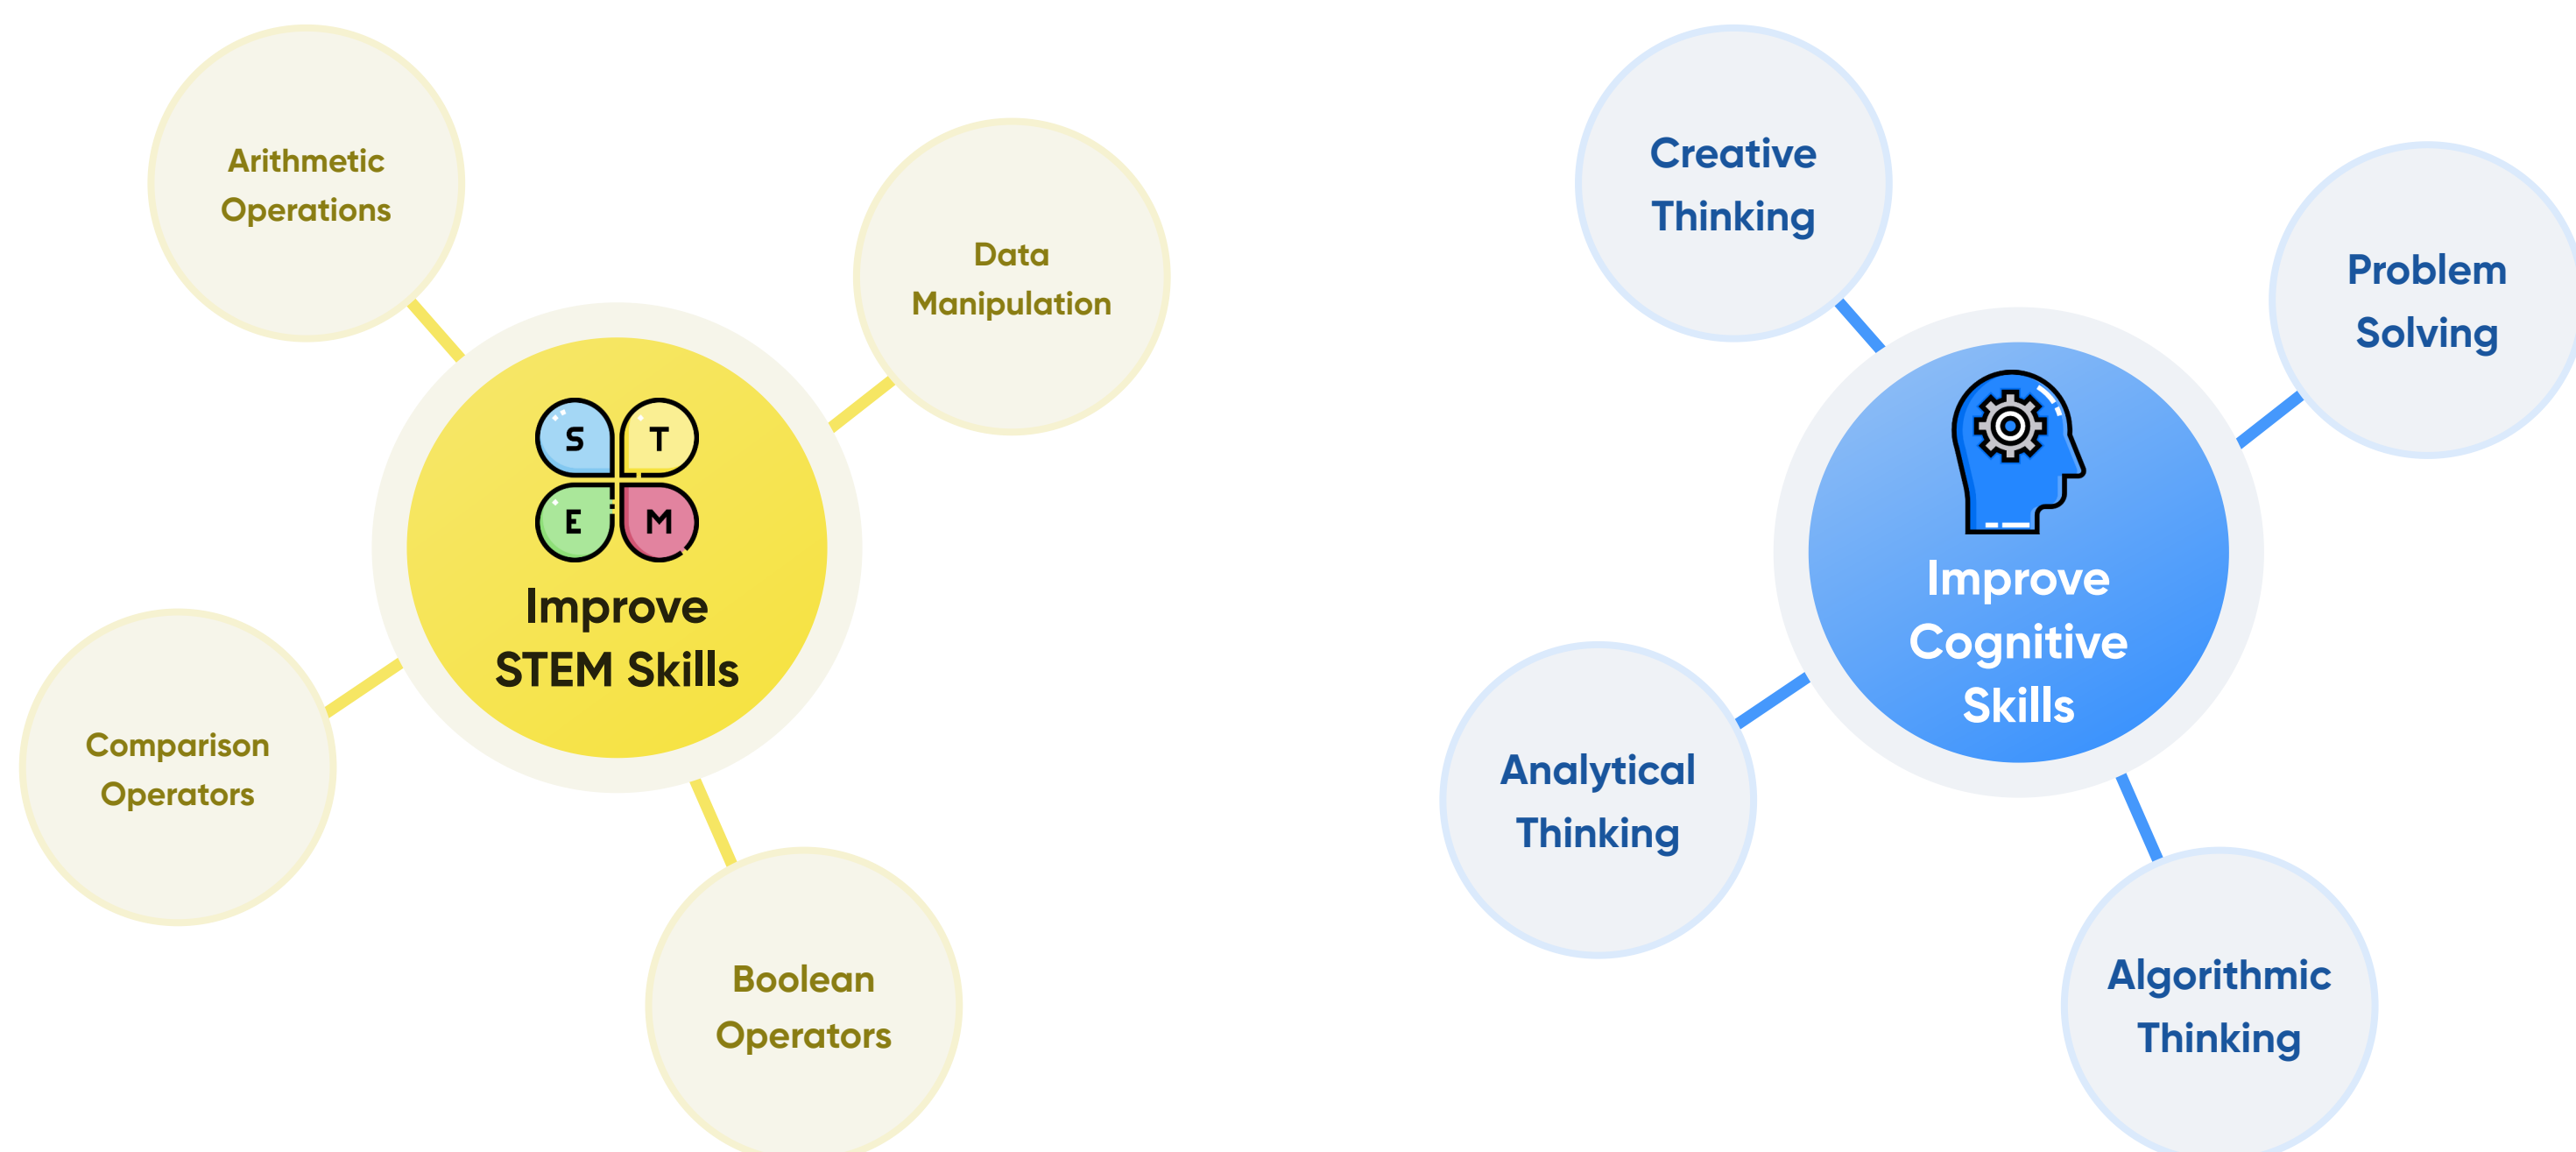 Arithmetic
Operations
Data
Manipulation
S T
E M
Improve
STEM Skills
Comparison
Operators
Boolean
Operators
Creative
Thinking
Problem
Solving
Improve
Cognitive
Skills
Analytical
Thinking
Algorithmic
Thinking